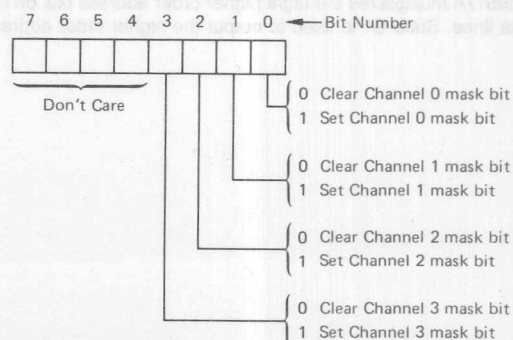 7 6 5 4 3 2 1 0 Bit Number
Don't Care
0 Clear Channel 0 mask bit
1 Set Channel 0 mask bit
0 Clear Channel 1 mask bit
1 Set Channel 1 mask bit
0 Clear Channel 2 mask bit
1 Set Channel 2 mask bit
0 Clear Channel 3 mask bit
1 Set Channel 3 mask bit